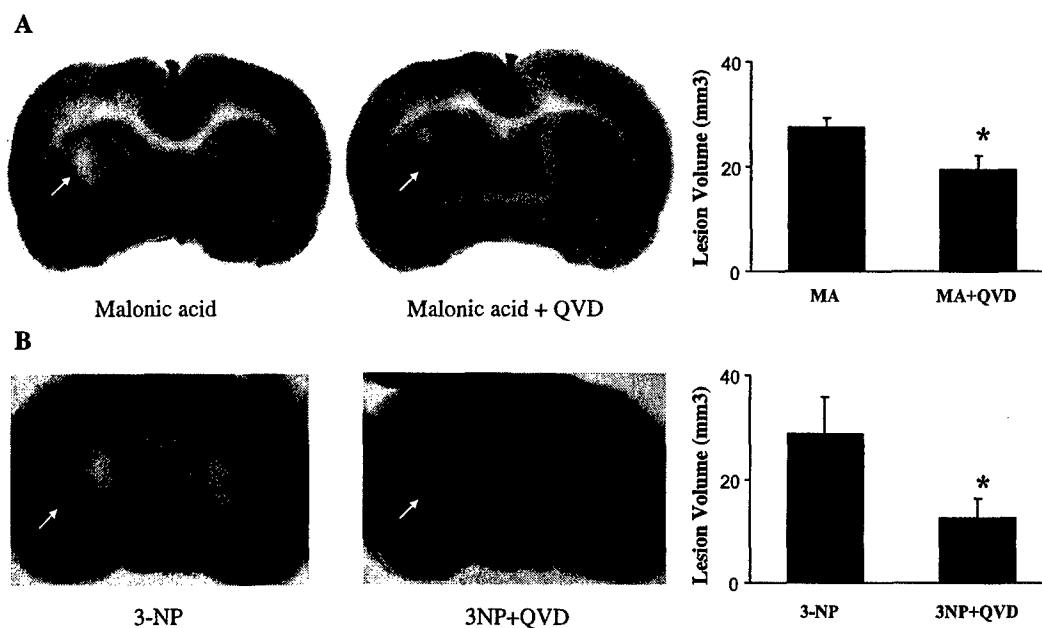 A
Malonic acid
Malonic acid + QVD
Lesion Volume (mm3)
40
20
0
*
MA
MA+QVD
B
3-NP
3NP+QVD
Lesion Volume (mm3)
40
20
0
*
3-NP
3NP+QVD